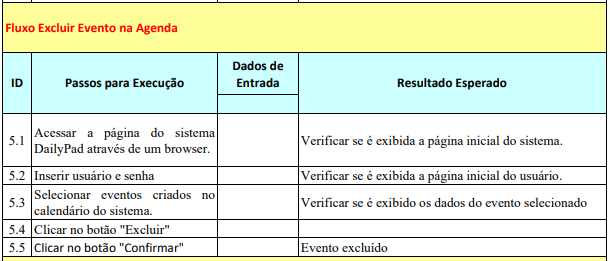 Fluxo Excluir Evento na Agenda
ID
Passos para Execução
Dados de
Entrada
Resultado Esperado
5.1
Acessar a página do sistema
DailyPad através de um browser.
Verificar se é exibida a página inicial do sistema.
5.2
Inserir usuário e senha
Verificar se é exibida a página inicial do usuário.
5.3
Selecionar eventos criados no
calendário do sistema.
Verificar se é exibido os dados do evento selecionado
5.4
Clicar no botão "Excluir"
5.5
Clicar no botão "Confirmar"
Evento excluído